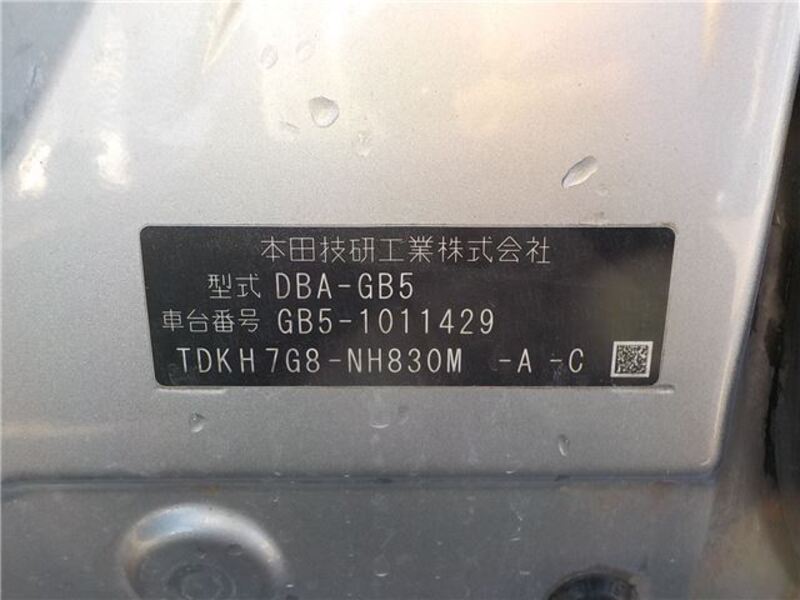 本田技研工業株式会社
型式 DBA-GB5
車台番号 GB5-1011429
TDKH7G8-NH830M -A-C